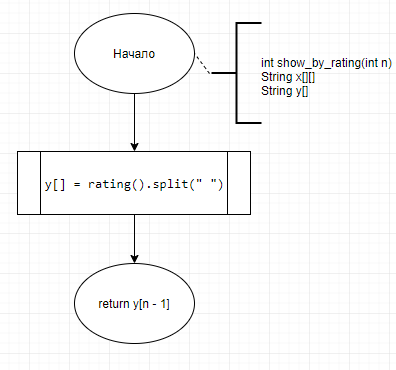 Начало
int show_by_rating(int n)
String x[][]
String y[]
y[] = rating().split(" ")
return y[n - 1]